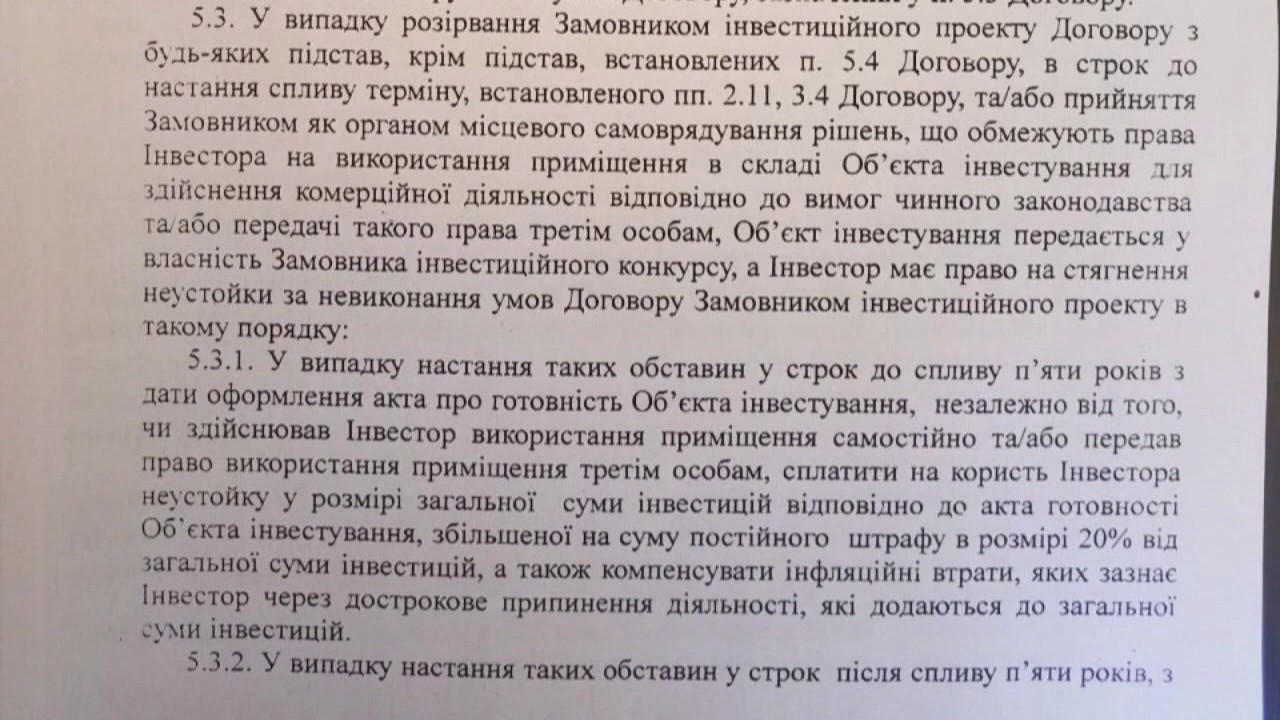 5.3. У випадку розірвання Замовником інвестиційного проекту Договору з
будь-яких підстав, крім підстав, встановлених п. 5.4 Договору, в строк до
настання спливу терміну, встановленого пп. 2.11, 3.4 Договору, та/або прийняття
Замовником як органом місцевого самоврядування рішень, що обмежують права
Інвестора на використання приміщення в складі Об’єкта інвестування для
здійснення комерційної діяльності відповідно до вимог чинного законодавства
та/або передачі такого права третім особам, Об’єкт інвестування передається у
власність Замовника інвестиційного конкурсу, а Інвестор має право на стягнення
неустойки за невиконання умов Договору Замовником інвестиційного проекту в
такому порядку:
5.3.1. У випадку настання таких обставин у строк до спливу п’яти років з
дати оформлення акта про готовність Об’єкта інвестування, незалежно від того,
чи здійснював Інвестор використання приміщення самостійно та/або передав
право використання приміщення третім особам, сплатити на користь Інвестора
неустойку у розмірі загальної суми інвестицій відповідно до акта готовності
Об’єкта інвестування, збільшеної на суму постійного штрафу в розмірі 20% від
загальної суми інвестицій, а також компенсувати інфляційні втрати, яких зазнає
Інвестор через дострокове припинення діяльності, які додаються до загальної
суми інвестицій.
5.3.2. У випадку настання таких обставин у строк після спливу п’яти років, з